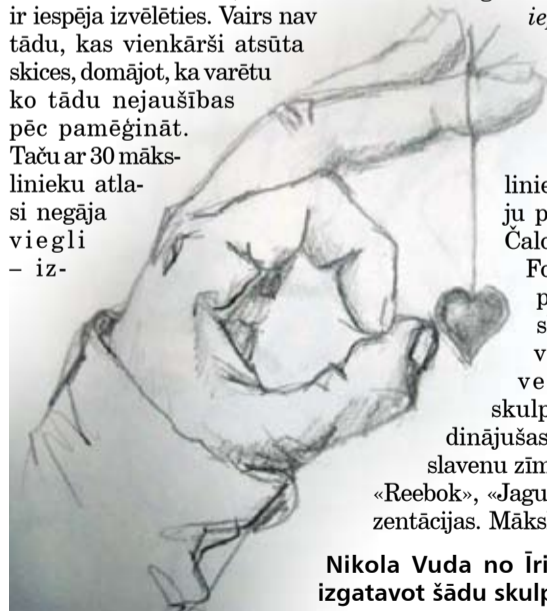 ir iespēja izvēlēties. Vairs nav
tādu, kas vienkārši atsūta
skices, domājot, ka varētu
ko tādu nejaušības
pēc pamēģināt.
Taču ar 30 māks-
linieku atla-
si negāja
viegli
– iz-
linie
ju p
Čalo
Fo
p
s
v
ve
skulp
dinājušas
slavenu zīm
«Reebok», «Jagu
zentācijas. Māks
Nikola Vuda no Īri
izgatavot šādu skulp